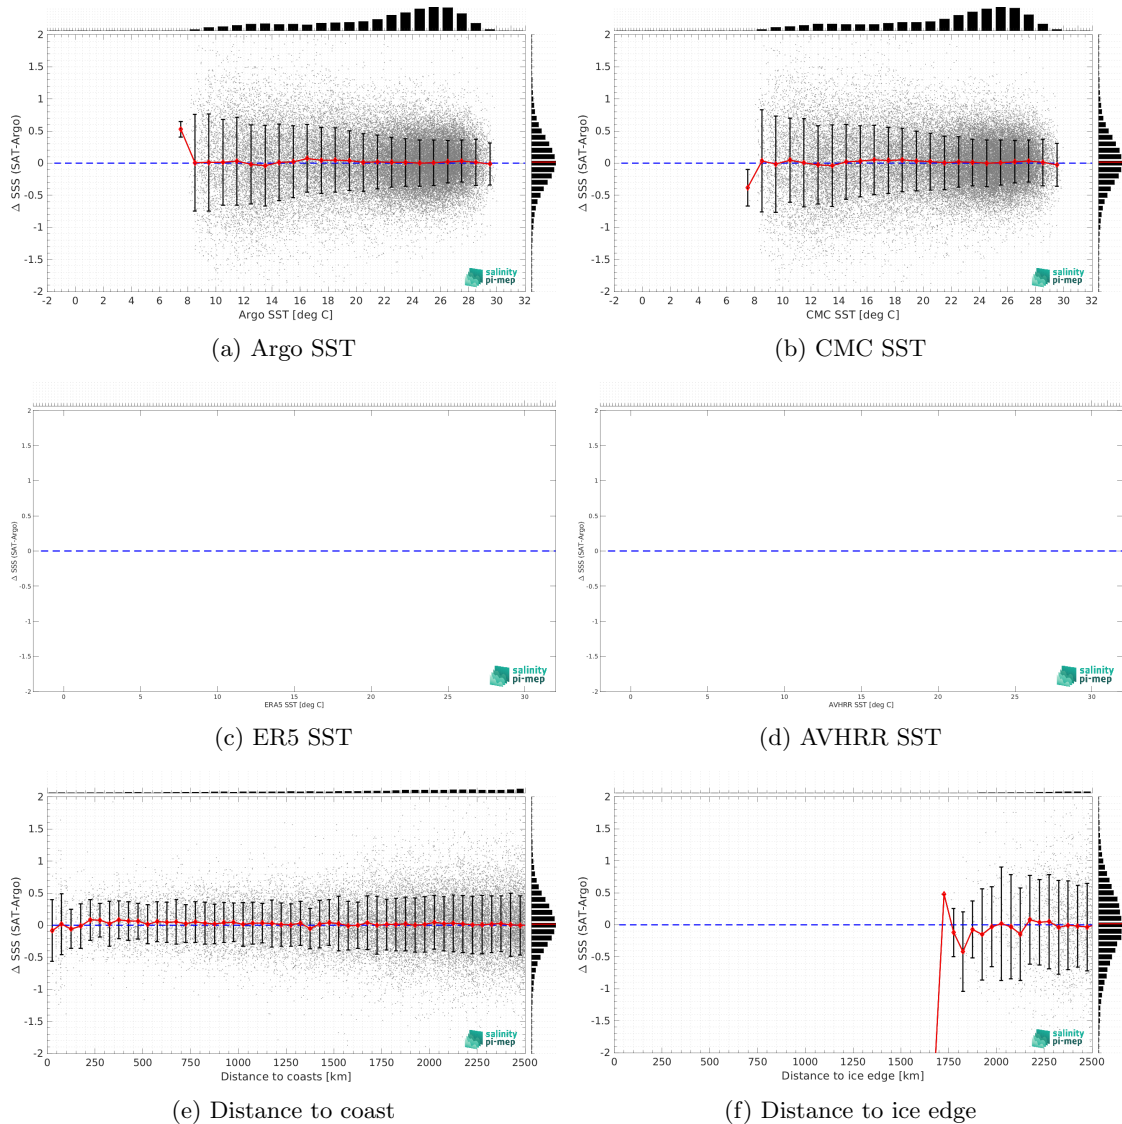 2
1.5
1
0.5
0
-0.5
-1
-1.5
-2
Δ SSS (SAT-Argo)
-2 0 2 4 6 8 10 12 14 16 18 20 22 24 26 28 30 32
Argo SST [deg C]
salinity
pi-mep
(a) Argo SST
2
1.5
1
0.5
0
-0.5
-1
-1.5
-2
Δ SSS (SAT-Argo)
-2 0 2 4 6 8 10 12 14 16 18 20 22 24 26 28 30 32
CMC SST [deg C]
salinity
pi-mep
(b) CMC SST
2
1.5
1
0.5
0
-0.5
-1
-1.5
-2
Δ SSS (SAT-Argo)
0 5 10 15 20 25 30
ERA5 SST [deg C]
salinity
pi-mep
(c) ER5 SST
2
1.5
1
0.5
0
-0.5
-1
-1.5
-2
Δ SSS (SAT-Argo)
0 5 10 15 20 25 30
AVHRR SST [deg C]
salinity
pi-mep
(d) AVHRR SST
2
1.5
1
0.5
0
-0.5
-1
-1.5
-2
Δ SSS (SAT-Argo)
0 250 500 750 1000 1250 1500 1750 2000 2250 2500
Distance to coasts [km]
salinity
pi-mep
(e) Distance to coast
2
1.5
1
0.5
0
-0.5
-1
-1.5
-2
Δ SSS (SAT-Argo)
0 250 500 750 1000 1250 1500 1750 2000 2250 2500
Distance to ice edge [km]
salinity
pi-mep
(f) Distance to ice edge